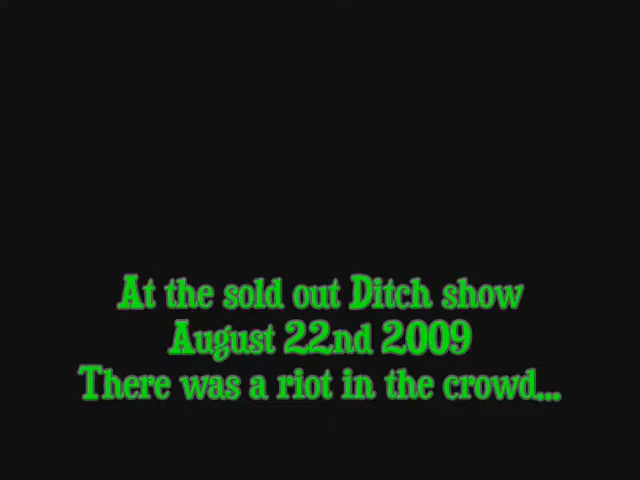 At the sold out Ditch show
August 22nd 2009
There was a riot in the crowd...